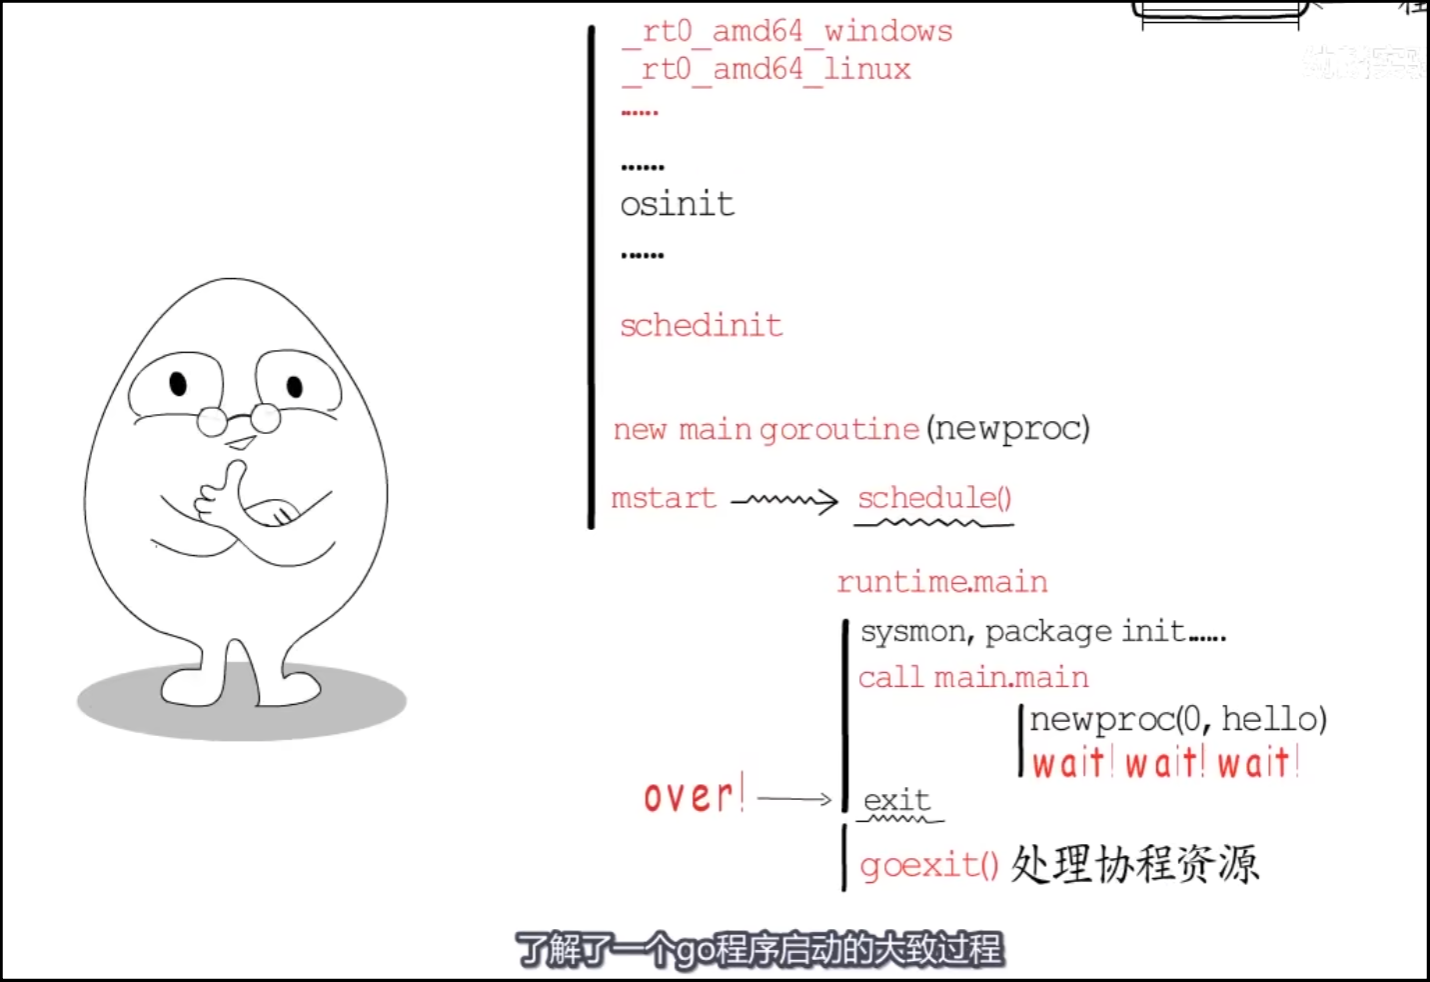 _rt0_amd64_windows
_rt0_amd64_linux
......
......
osinit
......
schedinit
new main goroutine (newproc)
mstart schedule()
runtime.main
sysmon, package init......
call main.main
newproc(0, hello)
wait! wait! wait!
over! exit
goexit() 处理协程资源
了解了一个go程序启动的大致过程